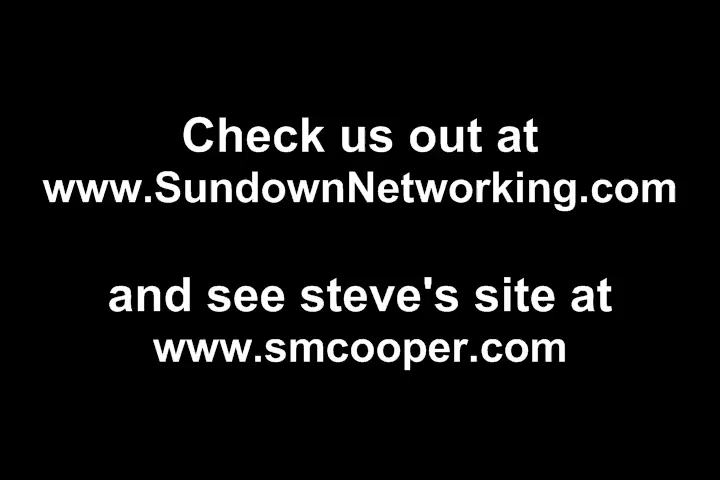 Check us out at
www.SundownNetworking.com
and see steve's site at
www.smcooper.com